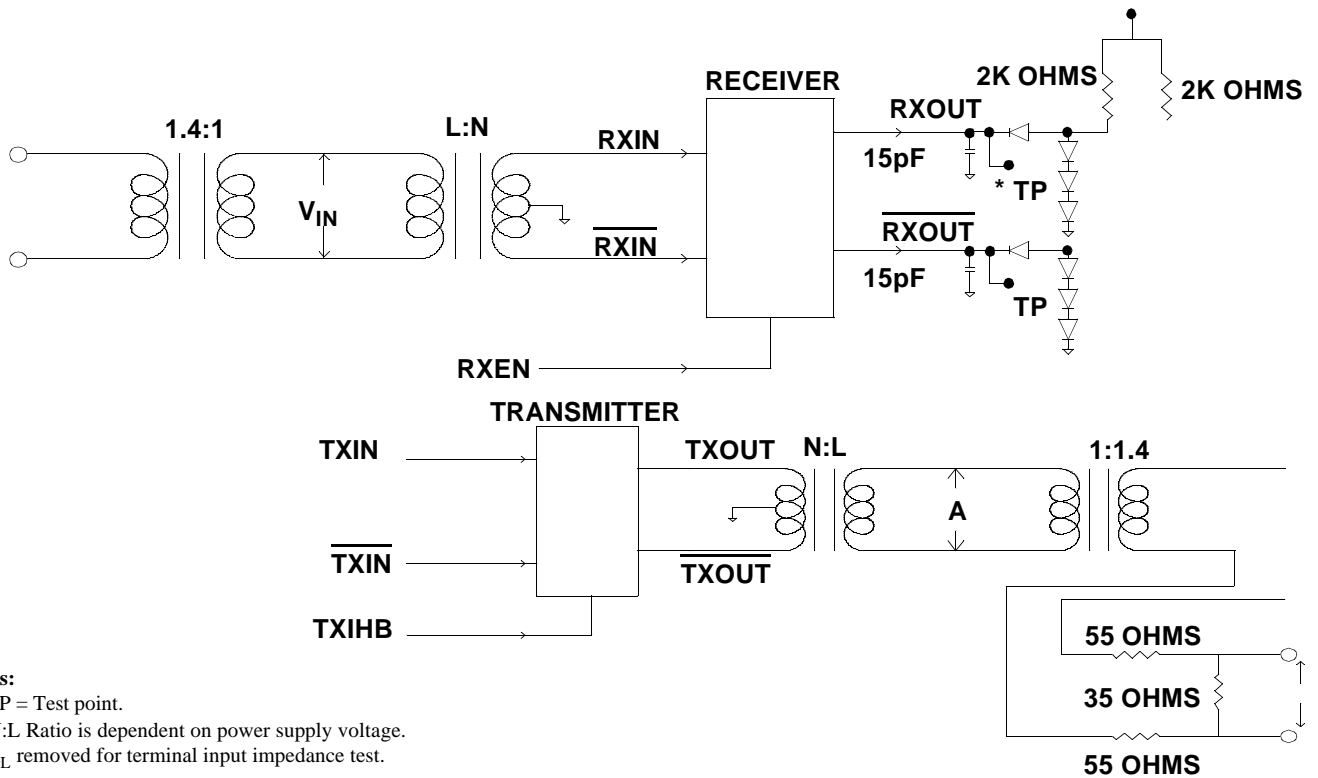 2K OHMS
2K OHMS
RECEIVER
RXOUT
1.4:1
L:N
RXIN
15pF
* TP
VIN
RXIN
RXOUT
15pF
TP
RXEN
TRANSMITTER
TXIN
TXOUT
N:L
1:1.4
A
TXIN
TXOUT
TXIHB
55 OHMS
35 OHMS
55 OHMS
s:
P = Test point.
:L Ratio is dependent on power supply voltage.
L removed for terminal input impedance test.